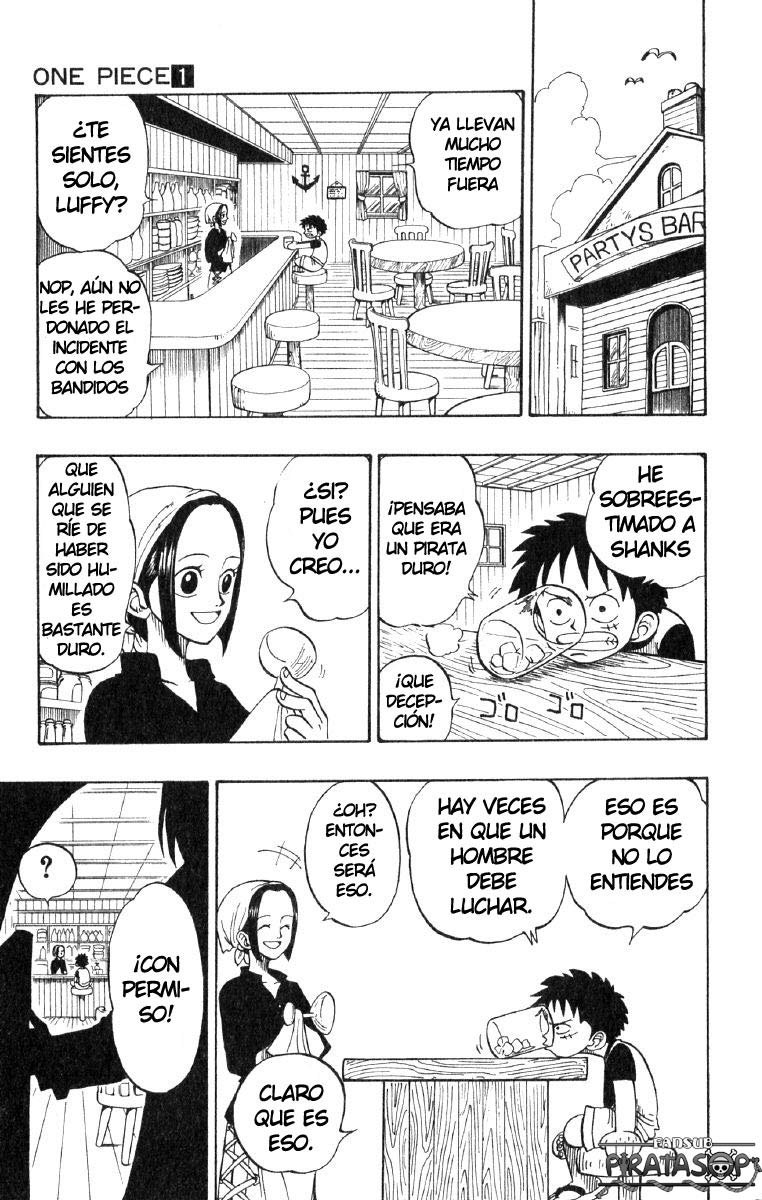 ONE PIECE 1
PARTYS BAR
YA LLEVAN
MUCHO
TIEMPO
FUERA
¿TE
SIENTES
SOLO,
LUFFY?
NOP, AÚN NO
LES HE PER-
DONADO EL
INCIDENTE
CON LOS
BANDIDOS
HE
SOBREES-
TIMADO A
SHANKS
¡PENSABA
QUE ERA
UN PIRATA
DURO!
¡QUE
DECEP-
CIÓN!
ゴロ ゴロ
¿SI?
PUES
YO
CREO...
QUE
ALGUIEN
QUE SE
RÍE DE
HABER
SIDO HU-
MILLADO
ES
BASTANTE
DURO.
ESO ES
PORQUE
NO LO
ENTIENDES
HAY VECES
EN QUE UN
HOMBRE
DEBE
LUCHAR.
¿OH?
ENTON-
CES
SERÁ
ESO.
CLARO
QUE ES
ESO.
¡CON
PERMI-
SO!
?
FANSUB
PIRATASOP